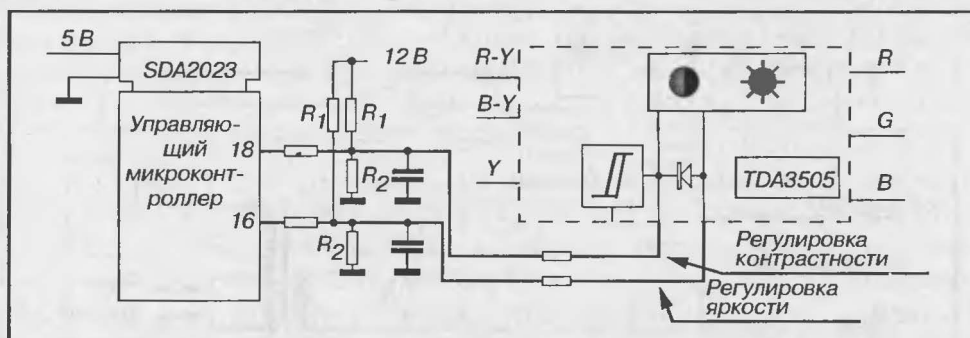 5 В
SDA2023
Управляю-
щий
микроконт-
роллер
18
16
12 В
R1
R1
R2
R2
R-Y
B-Y
Y
TDA3505
R
G
B
Регулировка
контрастности
Регулировка
яркости